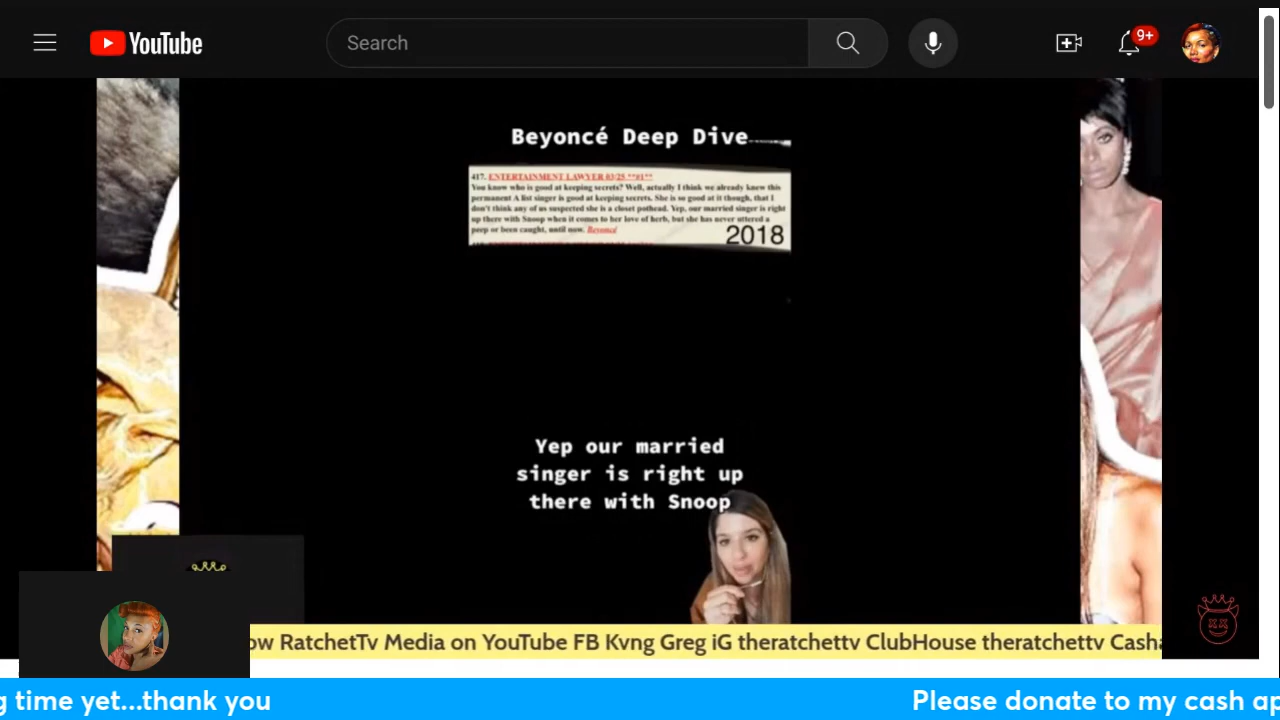 YouTube
Search
9+
Beyoncé Deep Dive
417. ENTERTAINMENT LAWYER 03/25 **#1**
You know who is good at keeping secrets? Well, actually I think we already knew this
permanent A list singer is good at keeping secrets. She is so good at it though, that I
don't think any of us suspected she is a closet pothead. Yep, our married singer is right
up there with Snoop when it comes to her love of herb, but she has never uttered a
peep or been caught, until now. Beyoncé
2018
Yep our married
singer is right up
there with Snoop
ow RatchetTv Media on YouTube FB Kvng Greg iG theratchettv ClubHouse theratchettv Casha
g time yet...thank you
Please donate to my cash ap